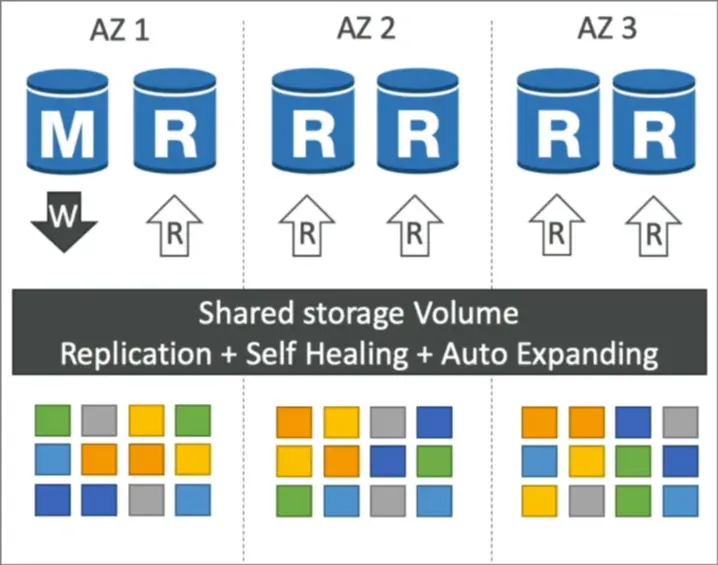 AZ 1
AZ 2
AZ 3
M
R
R
R
R
R
W
R
R
R
R
R
Shared storage Volume
Replication + Self Healing + Auto Expanding